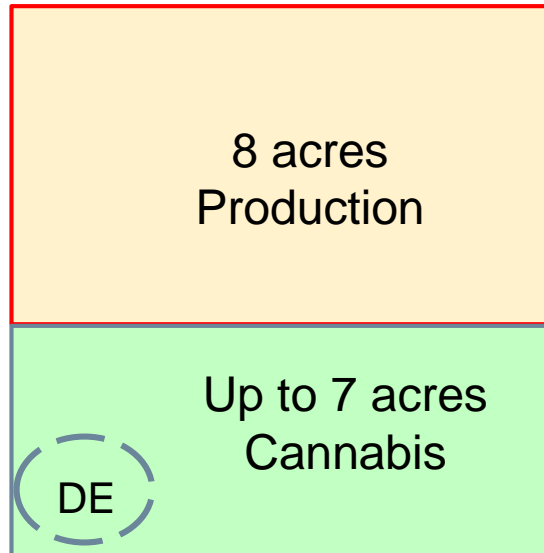 8 acres
Production
Up to 7 acres
Cannabis
DE